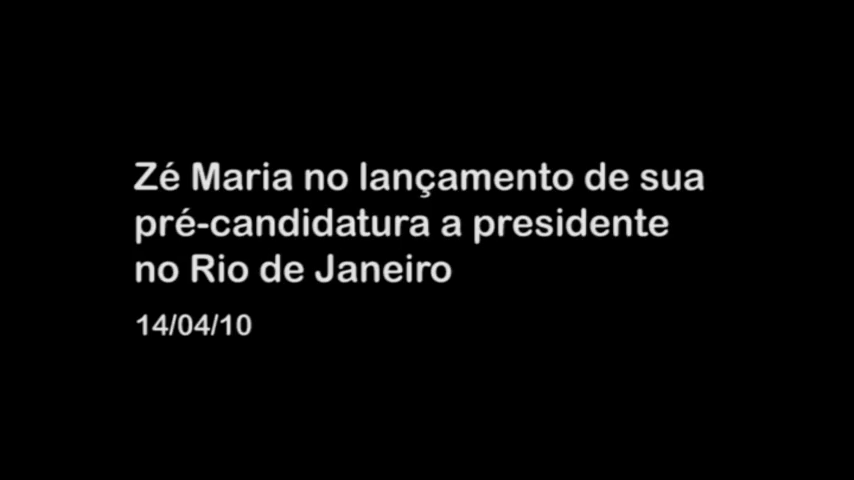 Zé Maria no lançamento de sua
pré-candidatura a presidente
no Rio de Janeiro
14/04/10